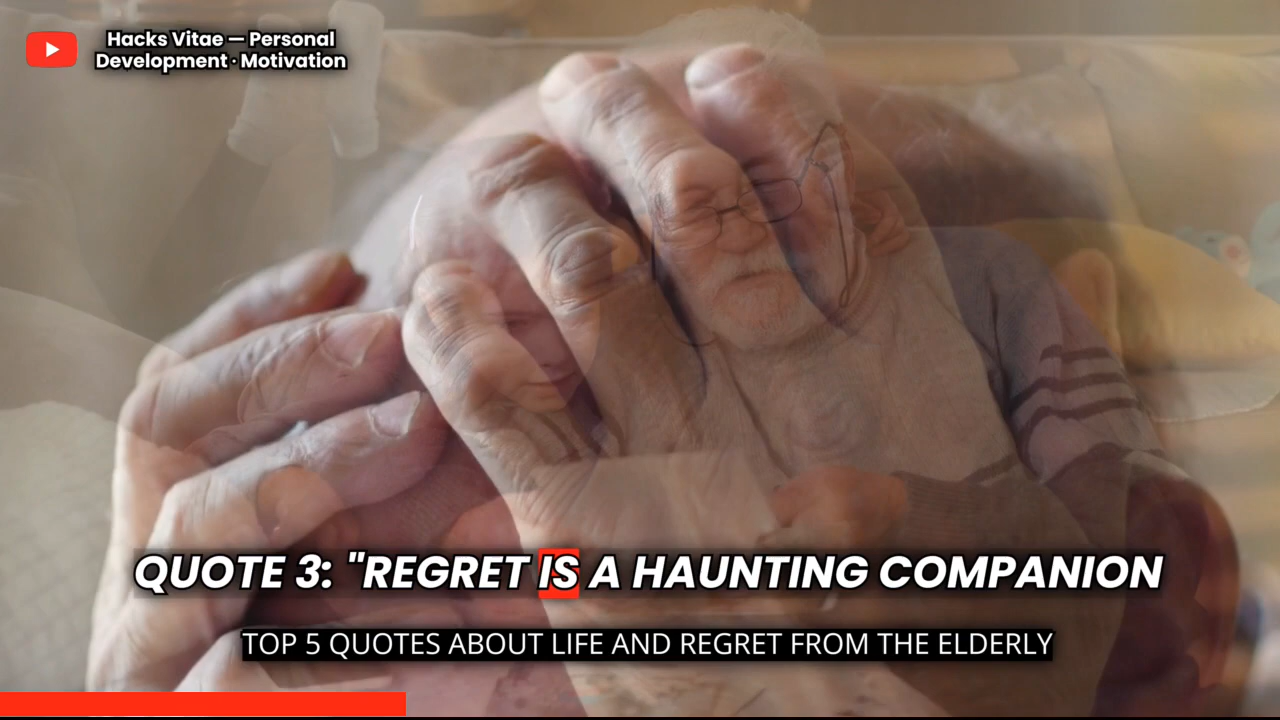 Hacks Vitae — Personal
Development · Motivation
QUOTE 3: "REGRET IS A HAUNTING COMPANION
TOP 5 QUOTES ABOUT LIFE AND REGRET FROM THE ELDERLY